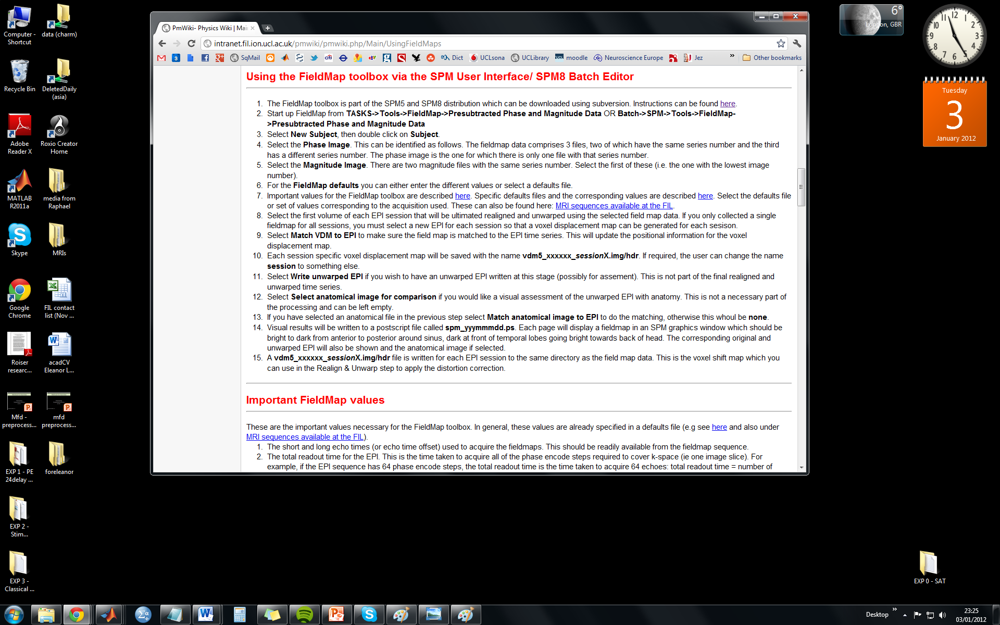 Computer -
Shortcut
data (charm)
Recycle Bin
DeletedDaily
(asia)
Adobe
Reader X
Roxio Creator
Home
MATLAB
R2011a
media from
Raphael
Skype
MRIs
Google
Chrome
FIL contact
list (Nov ...
Roiser
researc...
acadCV
Eleanor L...
Mfd -
preprocess...
mfd
preprocess...
EXP 1 - PE
24delay ...
foreleanor
EXP 2 -
Stim...
EXP 3 -
Classical ...
PmWiki- Physics Wiki | Mai
intranet.fil.ion.ucl.ac.uk/pmwiki/pmwiki.php/Main/UsingFieldMaps
SqMail
citi
ebY
Dict
UCLsona
UCLibrary
moodle
Neuroscience Europe
Jez
»
Other bookmarks
Using the FieldMap toolbox via the SPM User Interface/ SPM8 Batch Editor
1. The FieldMap toolbox is part of the SPM5 and SPM8 distribution which can be downloaded using subversion. Instructions can be found here.
2. Start up FieldMap from TASKS->Tools->FieldMap->Presubtracted Phase and Magnitude Data OR Batch->SPM->Tools->FieldMap-
>Presubtracted Phase and Magnitude Data
3. Select New Subject, then double click on Subject.
4. Select the Phase Image. This can be identified as follows. The fieldmap data comprises 3 files, two of which have the same series number and the third
has a different series number. The phase image is the one for which there is only one file with that series number.
5. Select the Magnitude Image. There are two magnitude files with the same series number. Select the first of these (i.e. the one with the lowest image
number).
6. For the FieldMap defaults you can either enter the different values or select a defaults file.
7. Important values for the FieldMap toolbox are described here. Specific defaults files and the corresponding values are described here. Select the defaults file
or set of values corresponding to the acquisition used. These can also be found here: MRI sequences available at the FIL.
8. Select the first volume of each EPI session that will be ultimated realigned and unwarped using the selected field map data. If you only collected a single
fieldmap for all sessions, you must select a new EPI for each session so that a voxel displacement map can be generated for each sesison.
9. Select Match VDM to EPI to make sure the field map is matched to the EPI time series. This will update the positional information for the voxel
displacement map.
10. Each session specific voxel displacement map will be saved with the name vdm5_xxxxxx_sessionX.img/hdr. If required, the user can change the name
session to something else.
11. Select Write unwarped EPI if you wish to have an unwarped EPI written at this stage (possibly for assement). This is not part of the final realigned and
unwarped time series.
12. Select Select anatomical image for comparison if you would like a visual assessment of the unwarped EPI with anatomy. This is not a necessary part of
the processing and can be left empty.
13. If you have selected an anatomical file in the previous step select Match anatomical image to EPI to do the matching, otherwise this whoul be none.
14. Visual results will be written to a postscript file called spm_yyymmmdd.ps. Each page will display a fieldmap in an SPM graphics window which should be
bright to dark from anterior to posterior around sinus, dark at front of temporal lobes going bright towards back of head. The corresponding original and
unwarped EPI will also be shown and the anatomical image if selected.
15. A vdm5_xxxxxx_sessionX.img/hdr file is written for each EPI session to the same directory as the field map data. This is the voxel shift map which you
can use in the Realign & Unwarp step to apply the distortion correction.
Important FieldMap values
These are the important values necessary for the FieldMap toolbox. In general, these values are already specified in a defaults file (e.g see here and also under
MRI sequences available at the FIL).
1. The short and long echo times (or echo time offset) used to acquire the fieldmaps. This should be readily available from the fieldmap sequence.
2. The total readout time for the EPI. This is the time taken to acquire all of the phase encode steps required to cover k-space (ie one image slice). For
example, if the EPI sequence has 64 phase encode steps, the total readout time is the time taken to acquire 64 echoes: total readout time = number of
6°
London, GBR
12 1 2 3 4 5 6 7 8 9 10 11
Tuesday
3
January 2012
EXP 0 - SAT
Desktop
»
23:25
03/01/2012